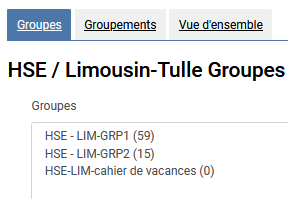 Groupes Groupements Vue d'ensemble
HSE / Limousin-Tulle Groupes
Groupes
HSE - LIM-GRP1 (59)
HSE - LIM-GRP2 (15)
HSE-LIM-cahier de vacances (0)